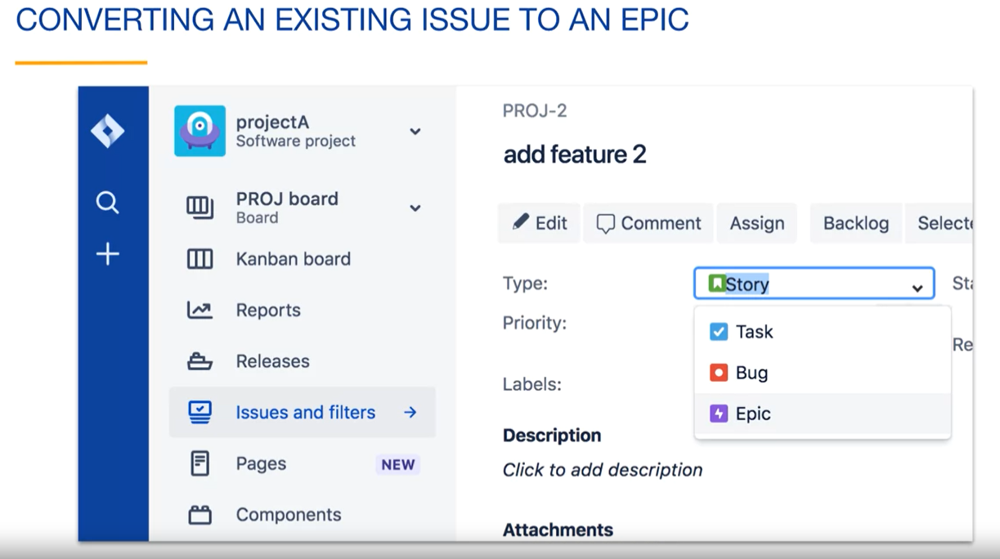 CONVERTING AN EXISTING ISSUE TO AN EPIC
projectA
Software project
PROJ board
Board
Kanban board
Reports
Releases
Issues and filters
Pages NEW
Components
PROJ-2
add feature 2
Edit Comment Assign Backlog Selecte
Type: Story Sta
Task
Bug
Epic
Priority:
Re
Labels:
Description
Click to add description
Attachments